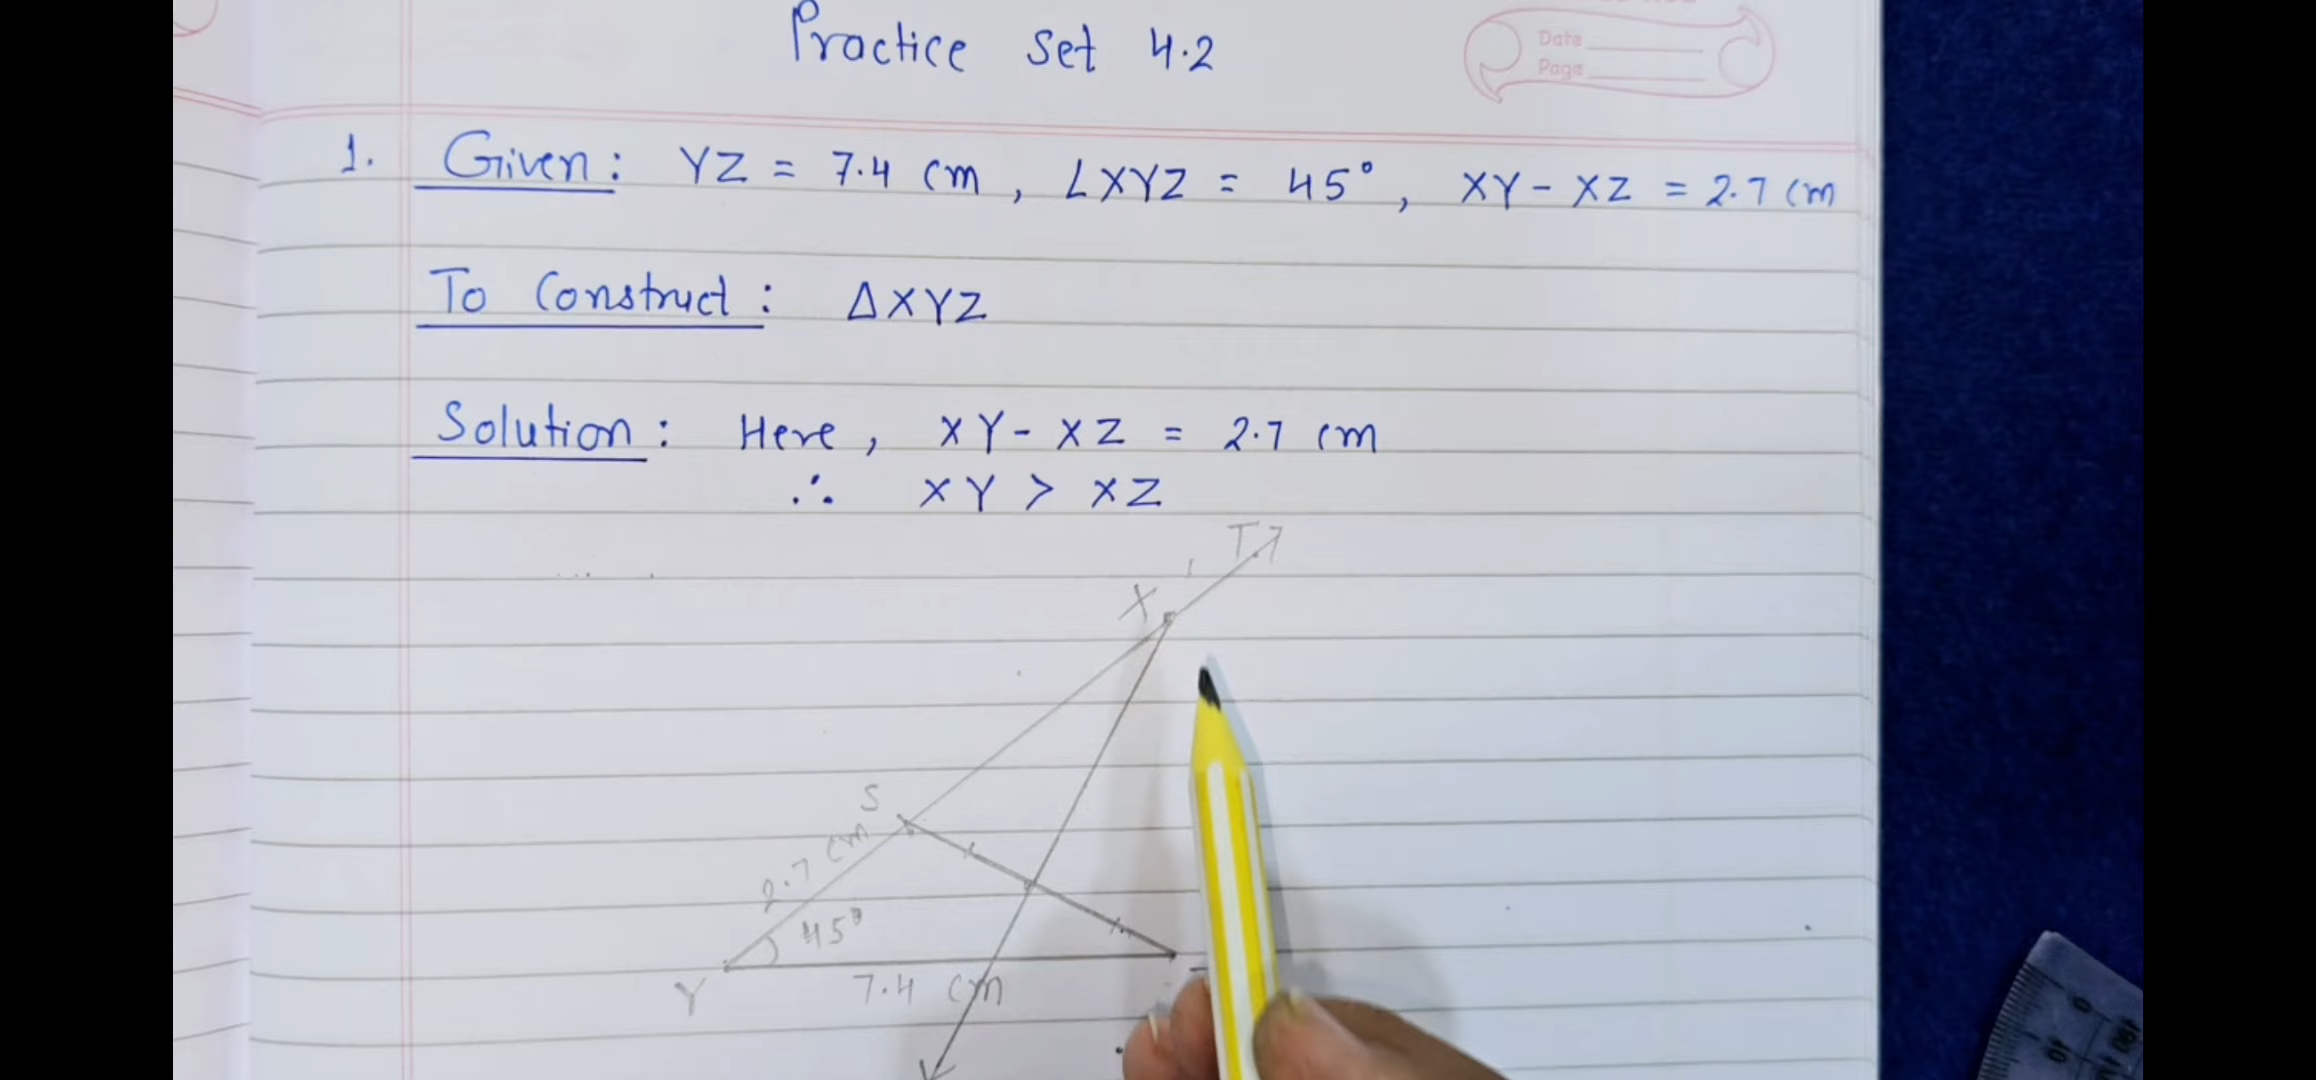 Practice set 4.2
Date
Page
1. Given: YZ = 7.4 cm, ∠XYZ = 45°, XY - XZ = 2.7 cm
To Construct: ΔXYZ
Solution: Here, XY - XZ = 2.7 cm
∴ XY > XZ
T
X
S
2.7 cm
45°
Y
7.4 cm
0
10